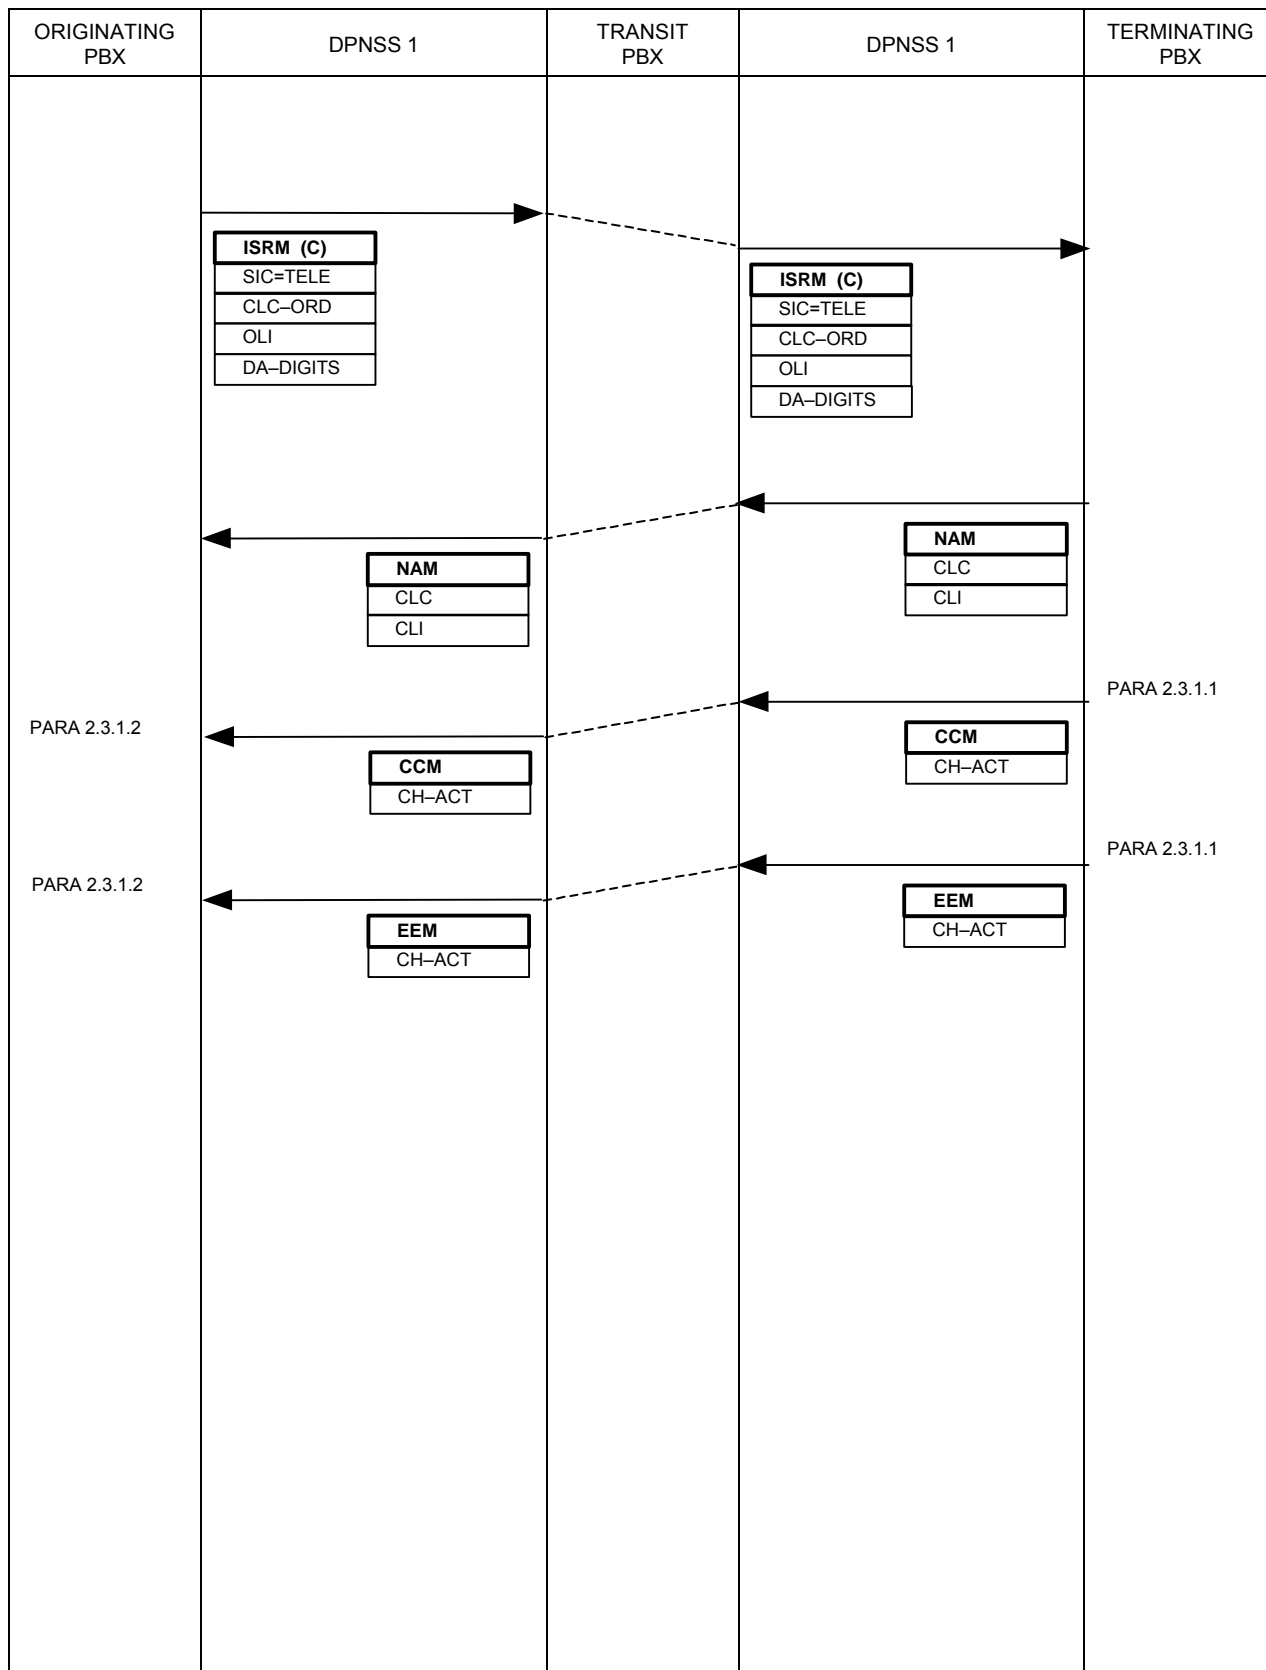 ORIGINATING
PBX
DPNSS 1
TRANSIT
PBX
DPNSS 1
TERMINATING
PBX
ISRM (C)
SIC=TELE
CLC–ORD
OLI
DA–DIGITS
ISRM (C)
SIC=TELE
CLC–ORD
OLI
DA–DIGITS
NAM
CLC
CLI
NAM
CLC
CLI
PARA 2.3.1.1
PARA 2.3.1.2
CCM
CH–ACT
CCM
CH–ACT
PARA 2.3.1.1
PARA 2.3.1.2
EEM
CH–ACT
EEM
CH–ACT